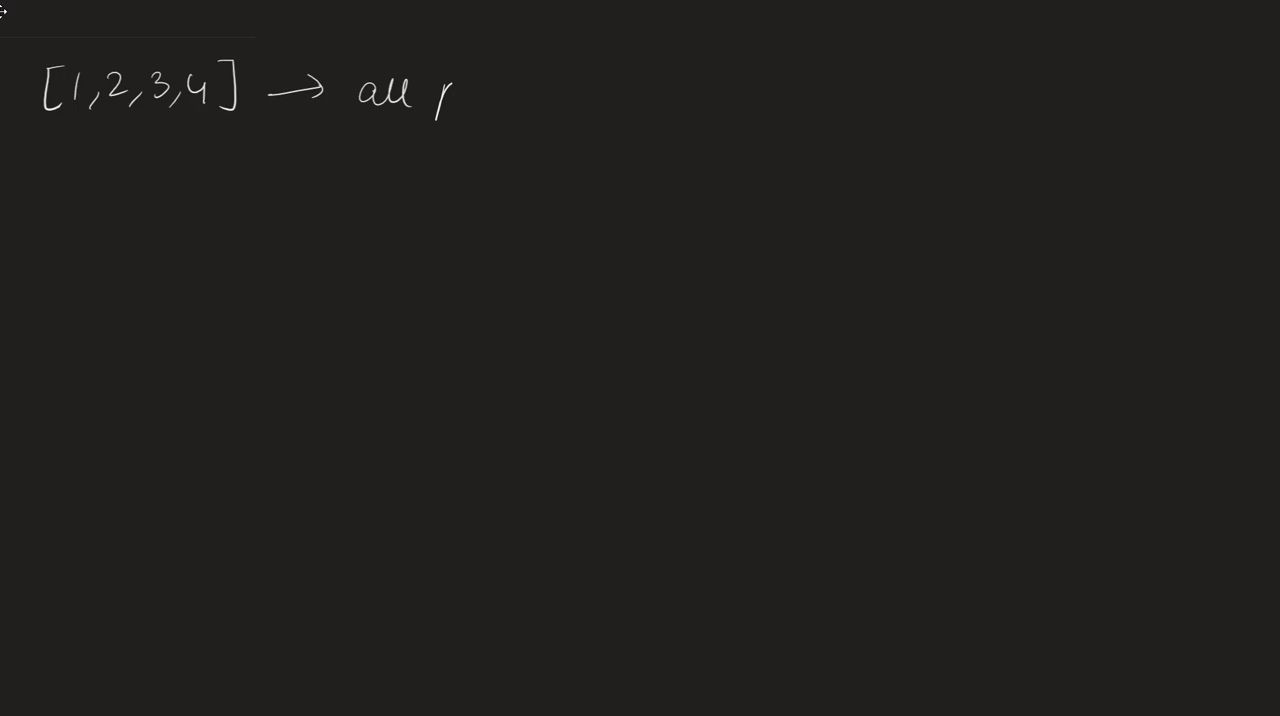 [1,2,3,4] → all p